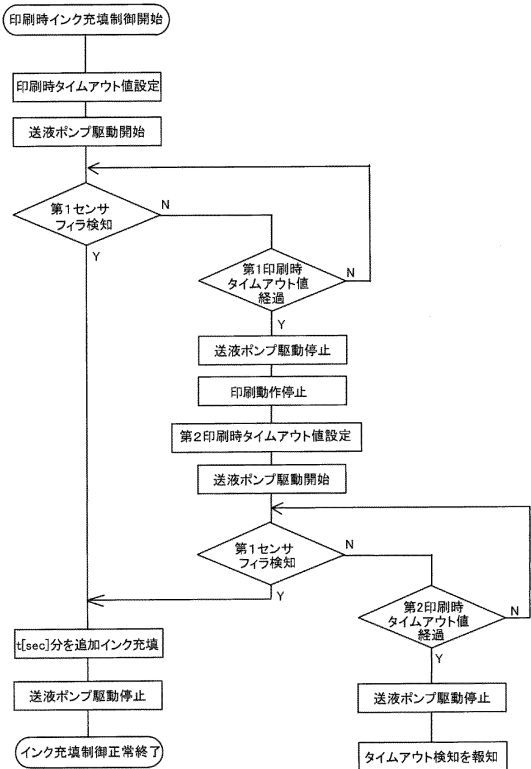 印刷時インク充填制御開始
印刷時タイムアウト値設定
送液ポンプ駆動開始
第1センサ
フィラ検知
N
Y
第1印刷時
タイムアウト値
経過
N
Y
送液ポンプ駆動停止
印刷動作停止
第2印刷時タイムアウト値設定
送液ポンプ駆動開始
第1センサ
フィラ検知
N
Y
第2印刷時
タイムアウト値
経過
N
Y
t[sec]分を追加インク充填
送液ポンプ駆動停止
送液ポンプ駆動停止
インク充填制御正常終了
タイムアウト検知を報知